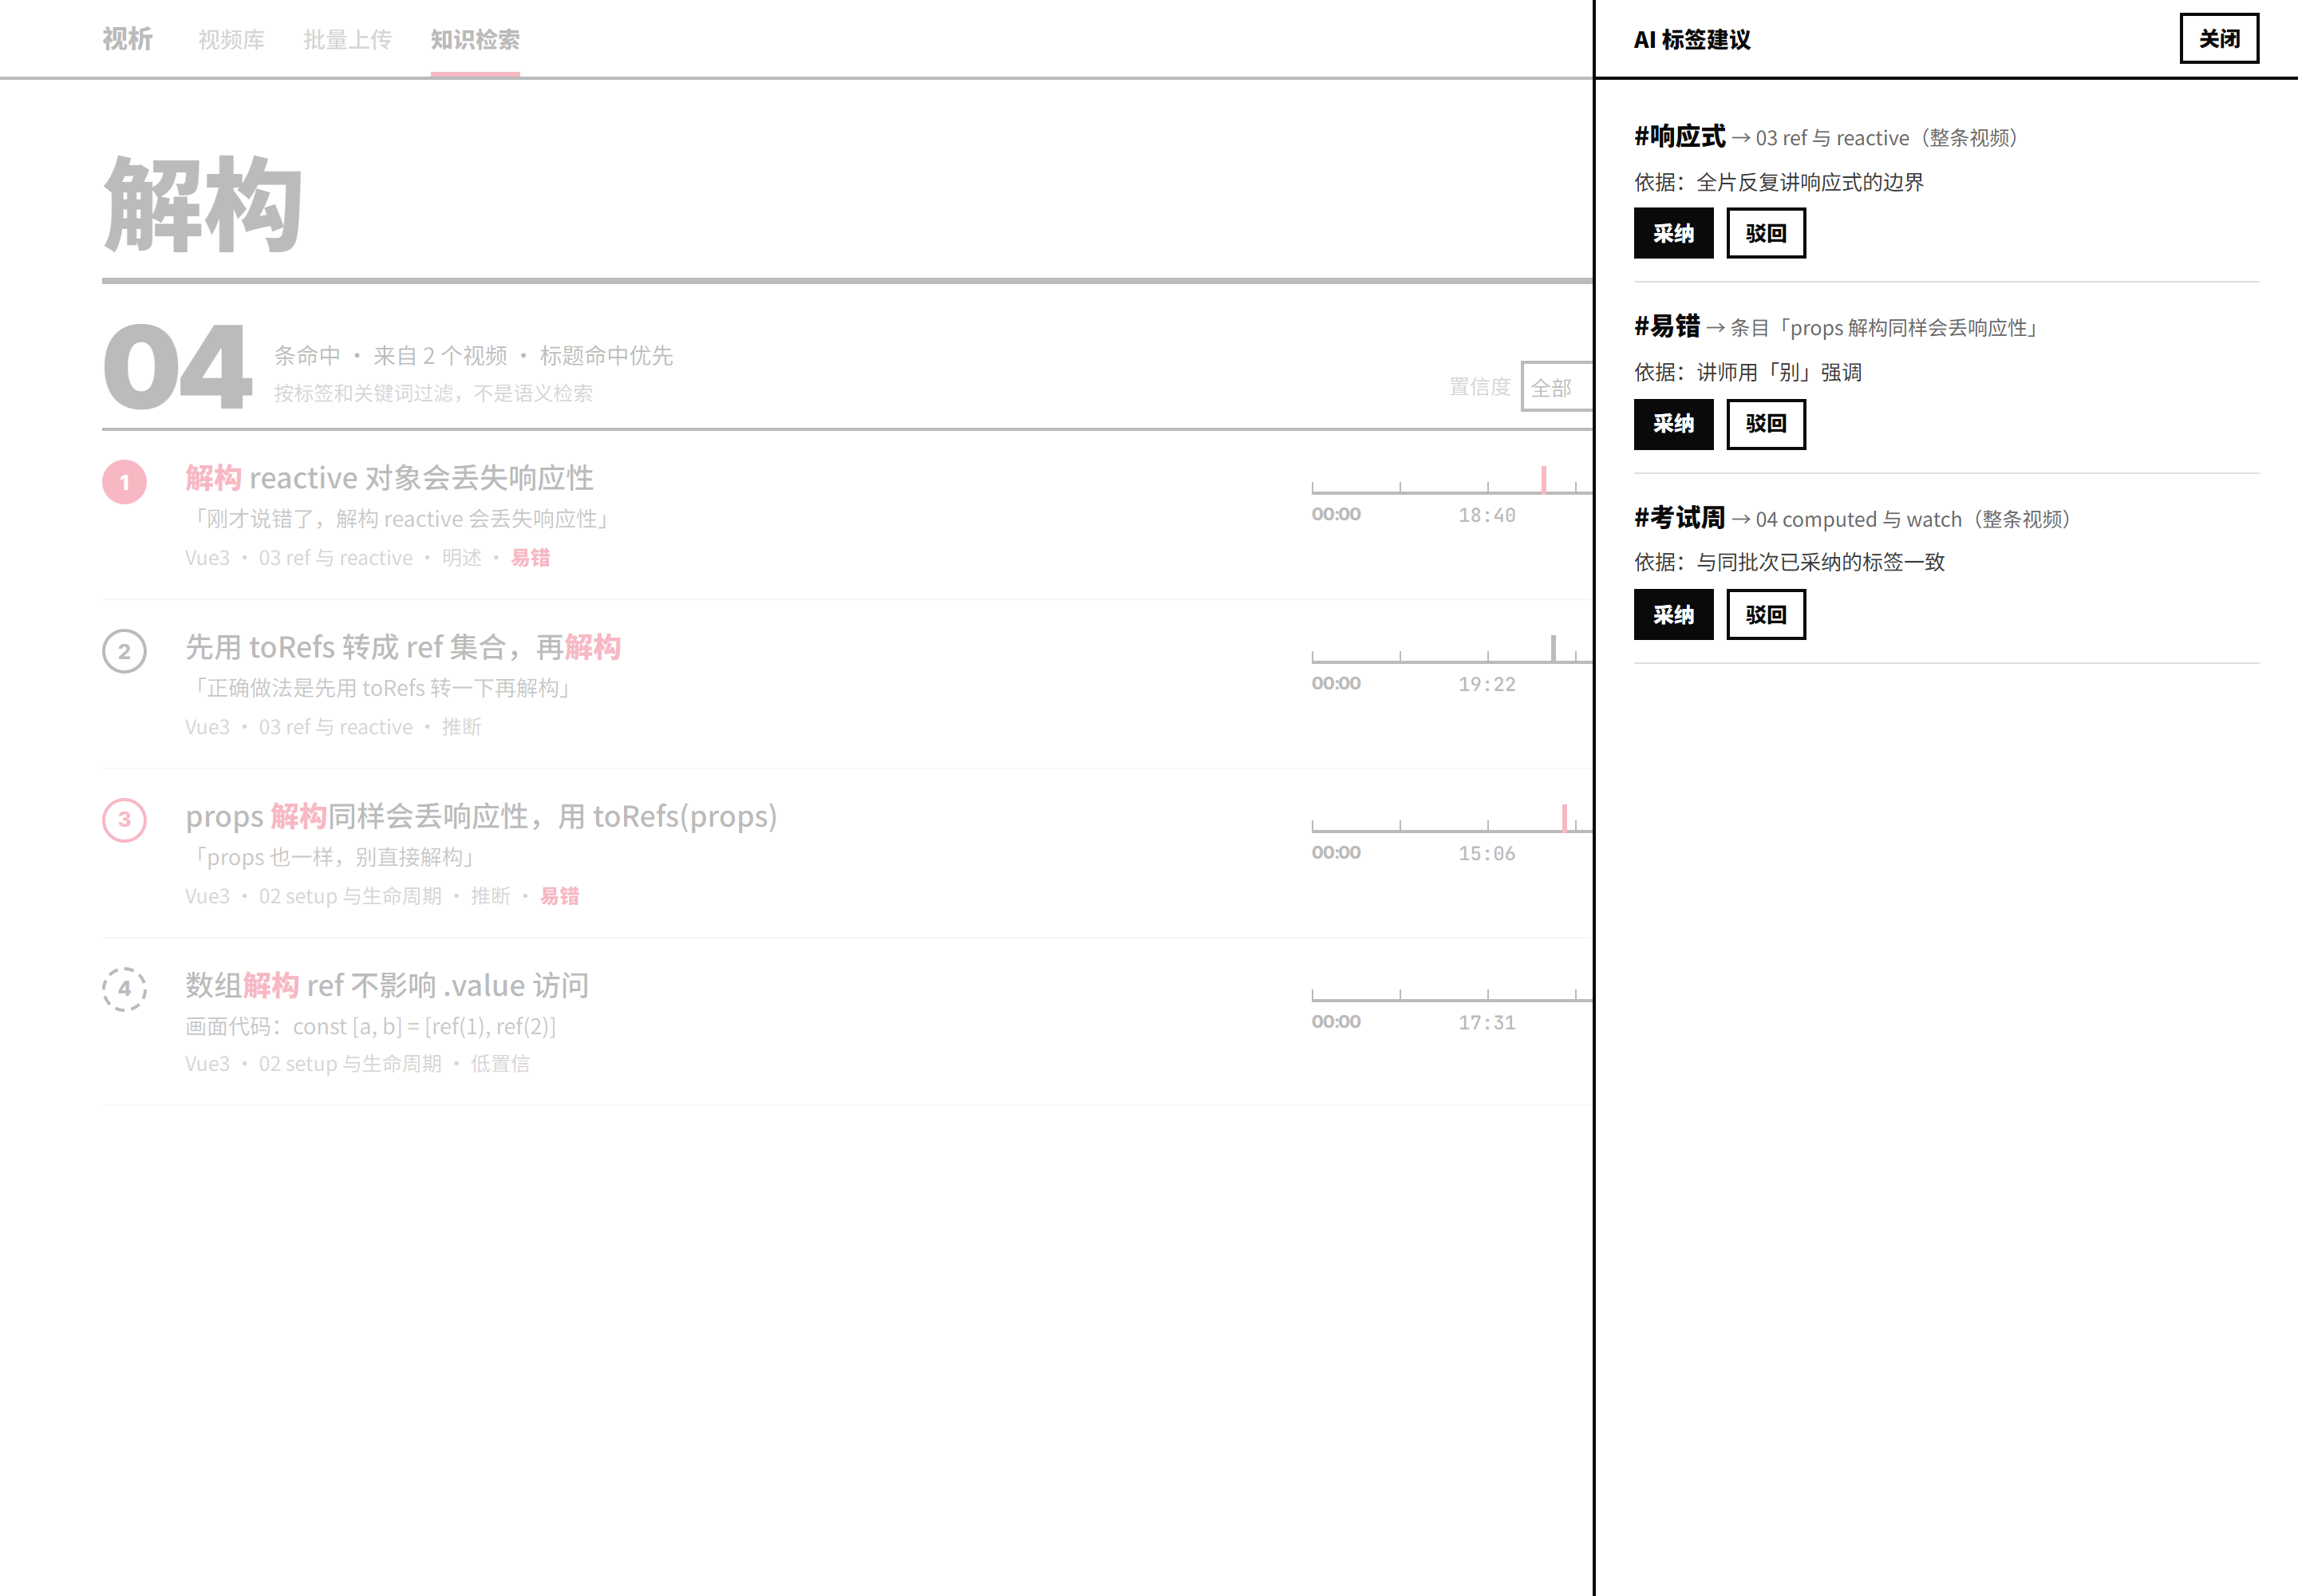 视析 视频库 批量上传 知识检索
解构
04 条命中 · 来自 2 个视频 · 标题命中优先
按标签和关键词过滤，不是语义检索
置信度 全部
1 解构 reactive 对象会丢失响应性
「刚才说错了，解构 reactive 会丢失响应性」
Vue3 · 03 ref 与 reactive · 明述 · 易错
00:00 18:40
2 先用 toRefs 转成 ref 集合，再解构
「正确做法是先用 toRefs 转一下再解构」
Vue3 · 03 ref 与 reactive · 推断
00:00 19:22
3 props 解构同样会丢响应性，用 toRefs(props)
「props 也一样，别直接解构」
Vue3 · 02 setup 与生命周期 · 推断 · 易错
00:00 15:06
4 数组解构 ref 不影响 .value 访问
画面代码：const [a, b] = [ref(1), ref(2)]
Vue3 · 02 setup 与生命周期 · 低置信
00:00 17:31
AI 标签建议 关闭
#响应式 → 03 ref 与 reactive（整条视频）
依据：全片反复讲响应式的边界
采纳 驳回
#易错 → 条目「props 解构同样会丢响应性」
依据：讲师用「别」强调
采纳 驳回
#考试周 → 04 computed 与 watch（整条视频）
依据：与同批次已采纳的标签一致
采纳 驳回